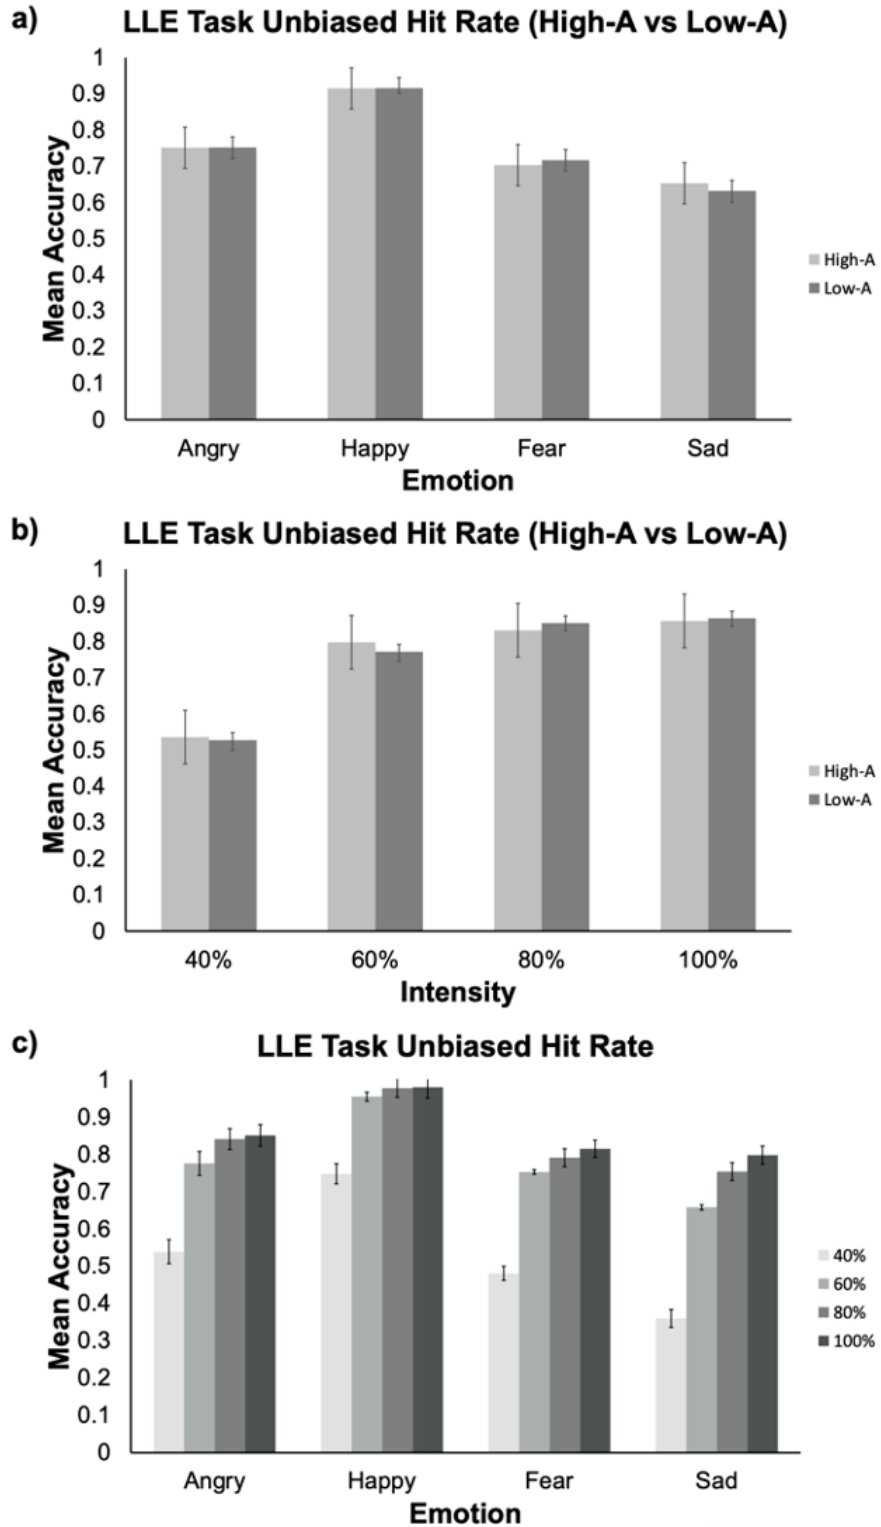 a) LLE Task Unbiased Hit Rate (High-A vs Low-A)
Mean Accuracy
1
0.9
0.8
0.7
0.6
0.5
0.4
0.3
0.2
0.1
0
High-A
Low-A
Angry Happy Fear Sad
Emotion
b) LLE Task Unbiased Hit Rate (High-A vs Low-A)
Mean Accuracy
1
0.9
0.8
0.7
0.6
0.5
0.4
0.3
0.2
0.1
0
High-A
Low-A
40% 60% 80% 100%
Intensity
c) LLE Task Unbiased Hit Rate
Mean Accuracy
1
0.9
0.8
0.7
0.6
0.5
0.4
0.3
0.2
0.1
0
40%
60%
80%
100%
Angry Happy Fear Sad
Emotion